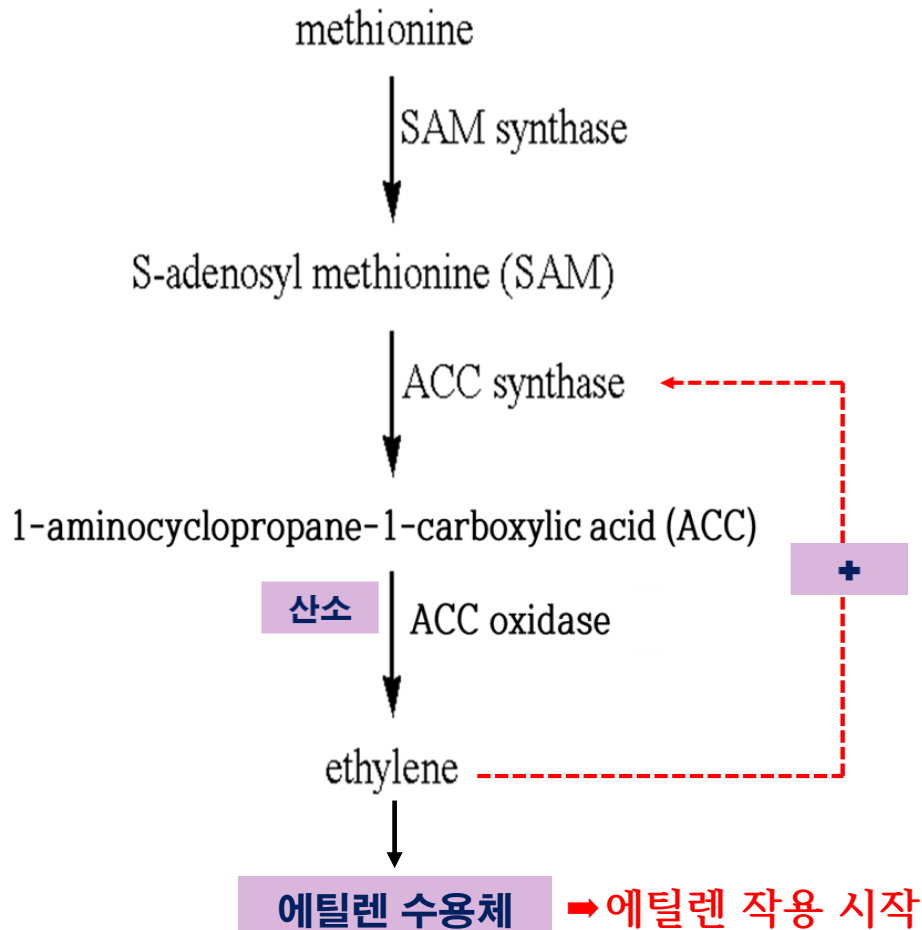 methionine
SAM synthase
S-adenosyl methionine (SAM)
ACC synthase
1-aminocyclopropane-1-carboxylic acid (ACC)
+
산소
ACC oxidase
ethylene
에틸렌 수용체 ➡에틸렌 작용 시작